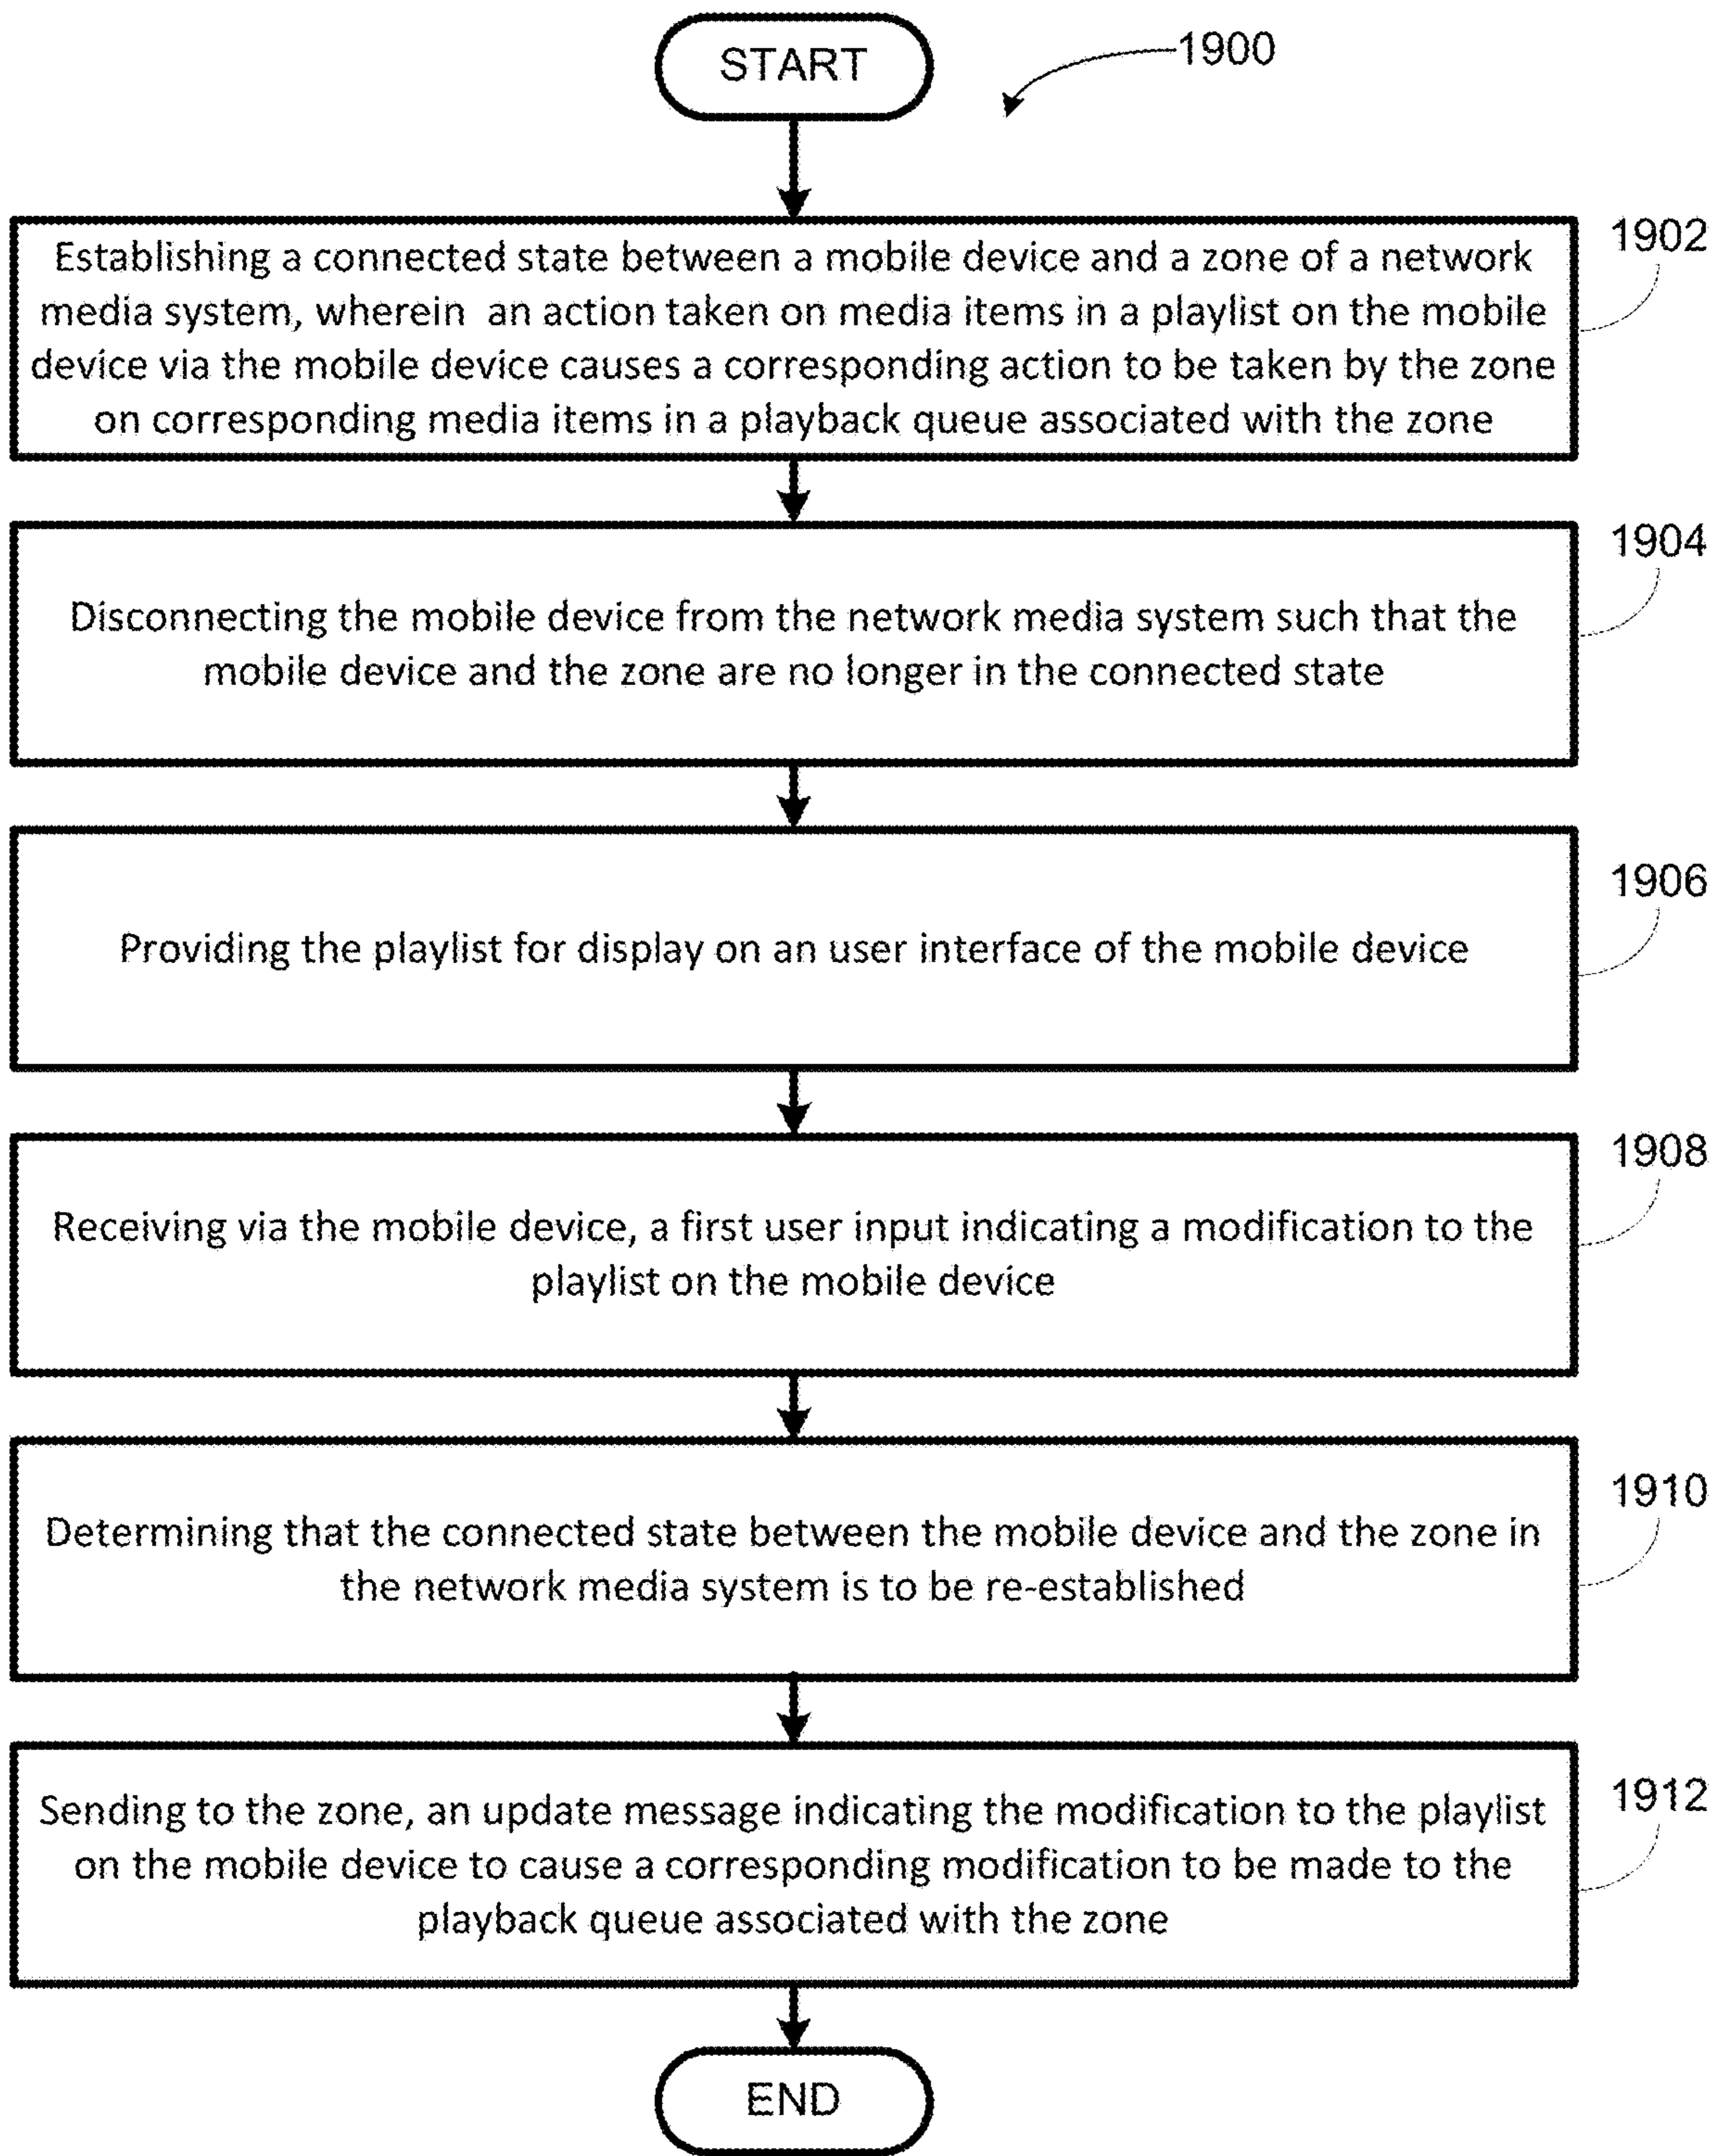 START
1900
1902
Establishing a connected state between a mobile device and a zone of a network
media system, wherein an action taken on media items in a playlist on the mobile
device via the mobile device causes a corresponding action to be taken by the zone
on corresponding media items in a playback queue associated with the zone
1904
Disconnecting the mobile device from the network media system such that the
mobile device and the zone are no longer in the connected state
1906
Providing the playlist for display on an user interface of the mobile device
1908
Receiving via the mobile device, a first user input indicating a modification to the
playlist on the mobile device
1910
Determining that the connected state between the mobile device and the zone in
the network media system is to be re-established
1912
Sending to the zone, an update message indicating the modification to the playlist
on the mobile device to cause a corresponding modification to be made to the
playback queue associated with the zone
END